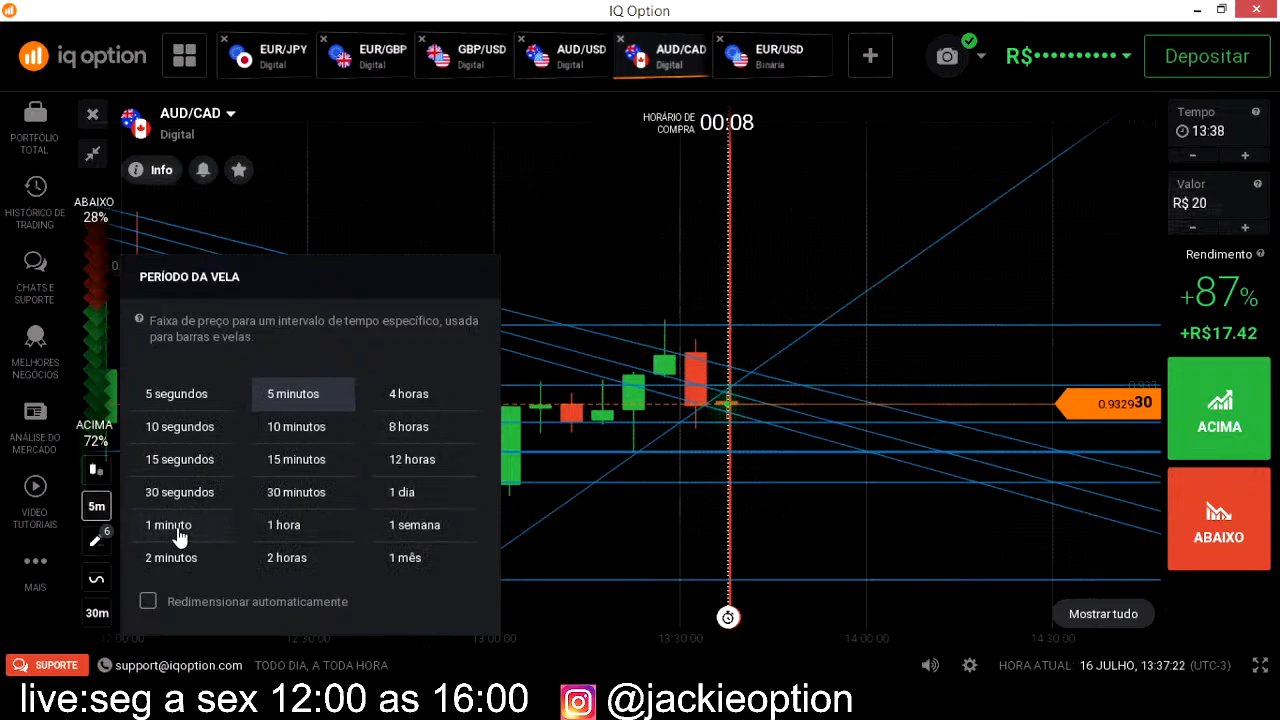 IQ Option
iq option
EUR/JPY
Digital
EUR/GBP
Digital
GBP/USD
Digital
AUD/USD
Digital
AUD/CAD
Digital
EUR/USD
Binária
R$••••••••••
Depositar
PORTFÓLIO
TOTAL
HISTÓRICO DE
TRADING
CHATS E
SUPORTE
MELHORES
NEGÓCIOS
ANÁLISE DO
MERCADO
VÍDEO
TUTORIAIS
MAIS
AUD/CAD
Digital
Info
ABAIXO
28%
ACIMA
72%
5m
6
30m
PERÍODO DA VELA
Faixa de preço para um intervalo de tempo específico, usada
para barras e velas.
5 segundos
5 minutos
4 horas
10 segundos
10 minutos
8 horas
15 segundos
15 minutos
12 horas
30 segundos
30 minutos
1 dia
1 minuto
1 hora
1 semana
2 minutos
2 horas
1 mês
Redimensionar automaticamente
HORÁRIO DE
COMPRA
00:08
0.932930
Mostrar tudo
12:00:00
12:30:00
13:00:00
13:30:00
14:00:00
14:30:00
Tempo
13:38
-
+
Valor
R$ 20
-
+
Rendimento
+87%
+R$17.42
ACIMA
ABAIXO
SUPORTE
support@iqoption.com
TODO DIA, A TODA HORA
HORA ATUAL: 16 JULHO, 13:37:22 (UTC-3)
live:seg a sex 12:00 as 16:00 @jackieoption